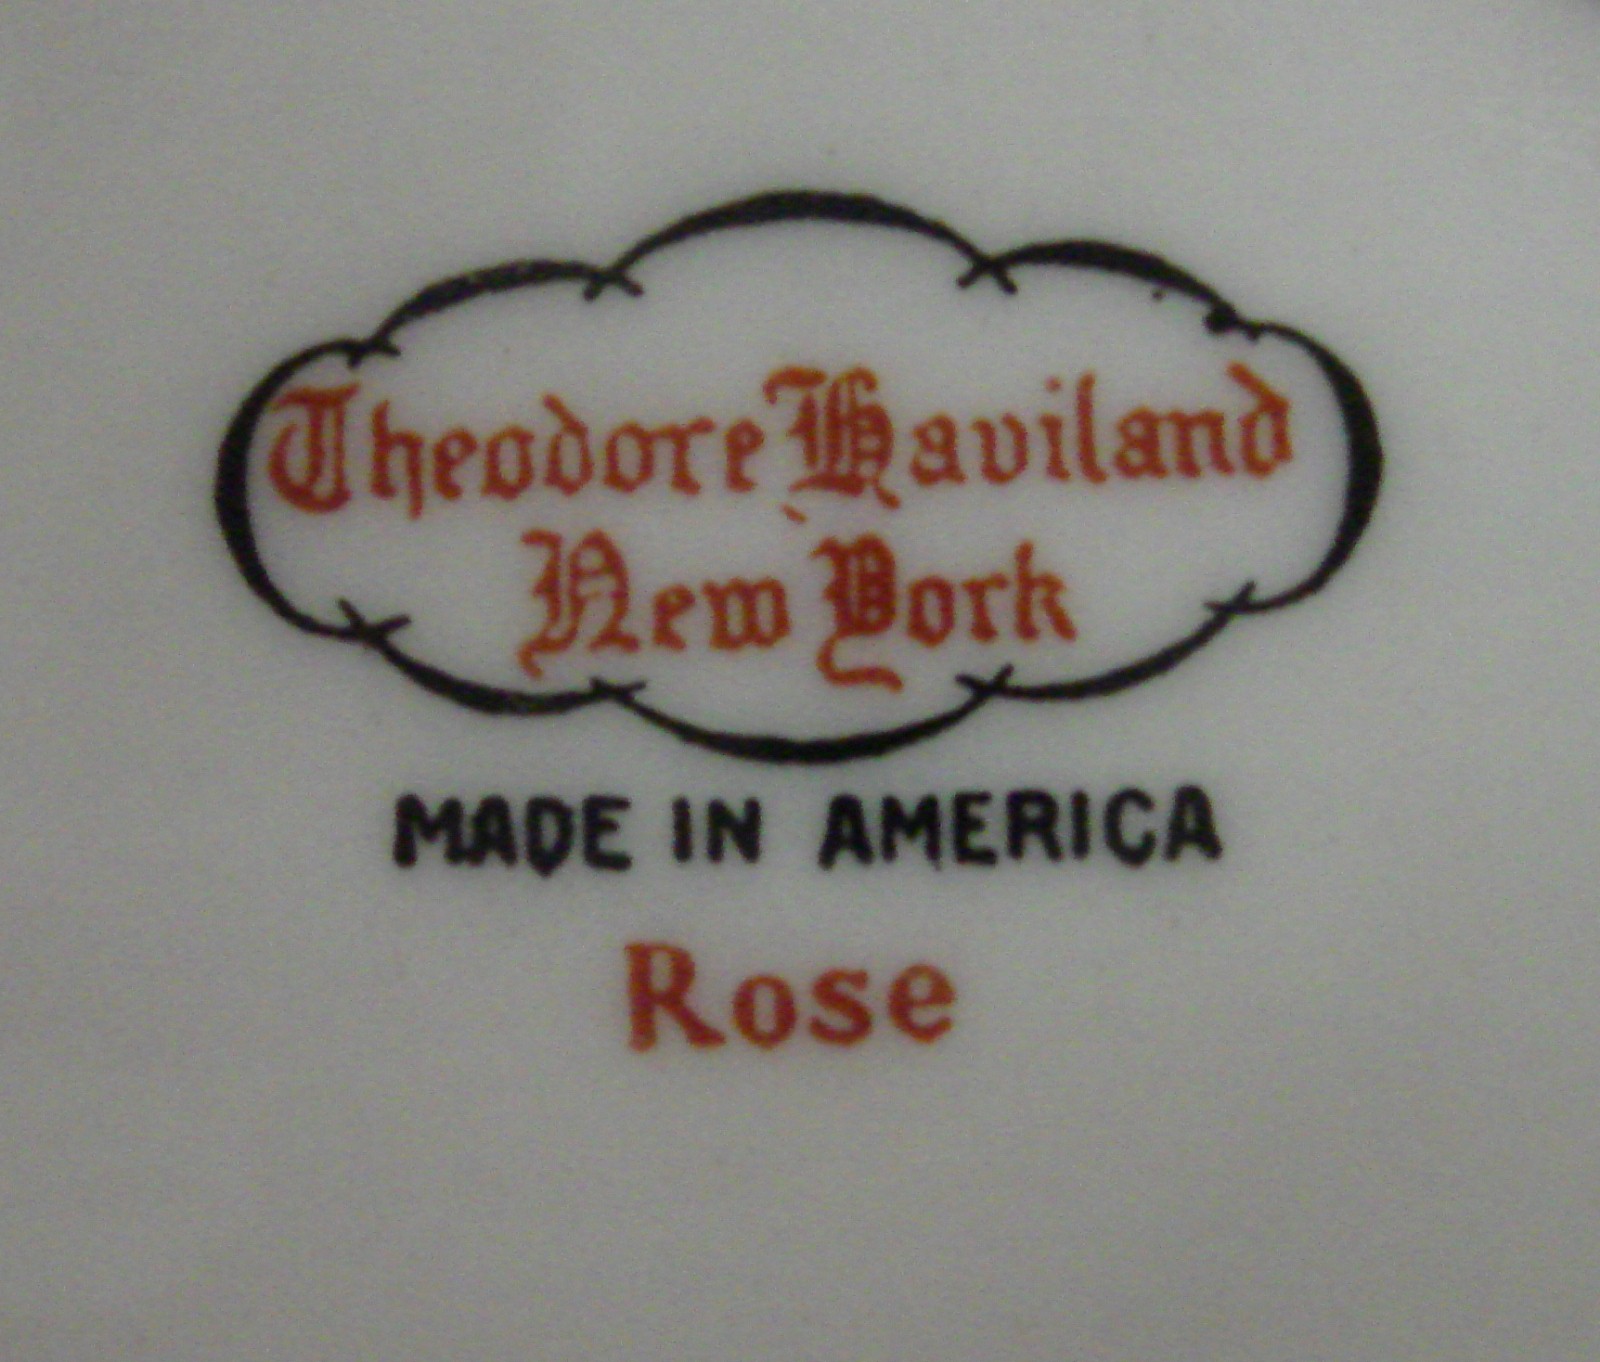 Theodore Haviland
New York
MADE IN AMERICA
Rose